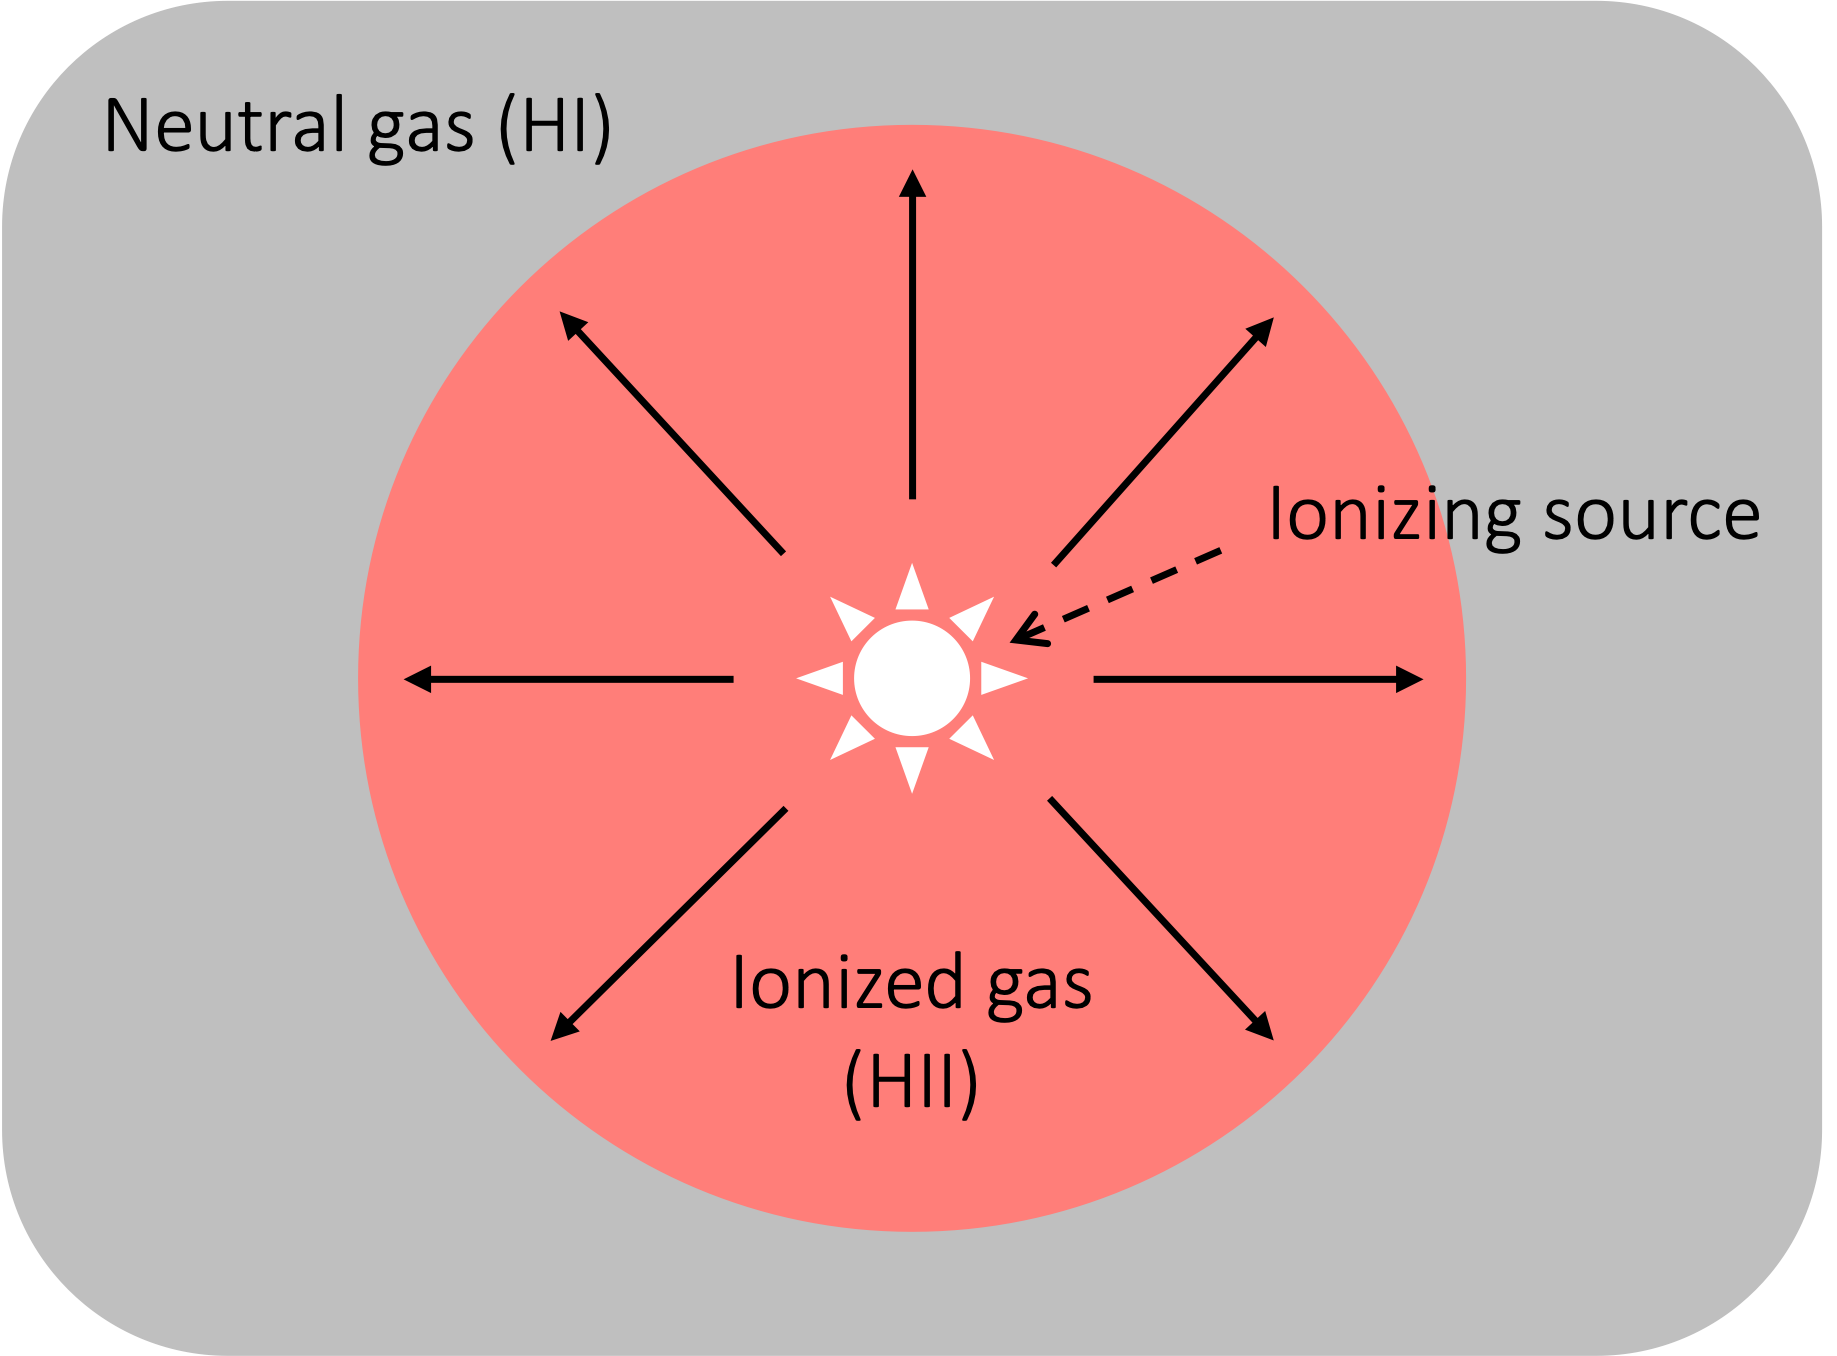 Neutral gas (HI)
Ionizing source
Ionized gas
(HII)